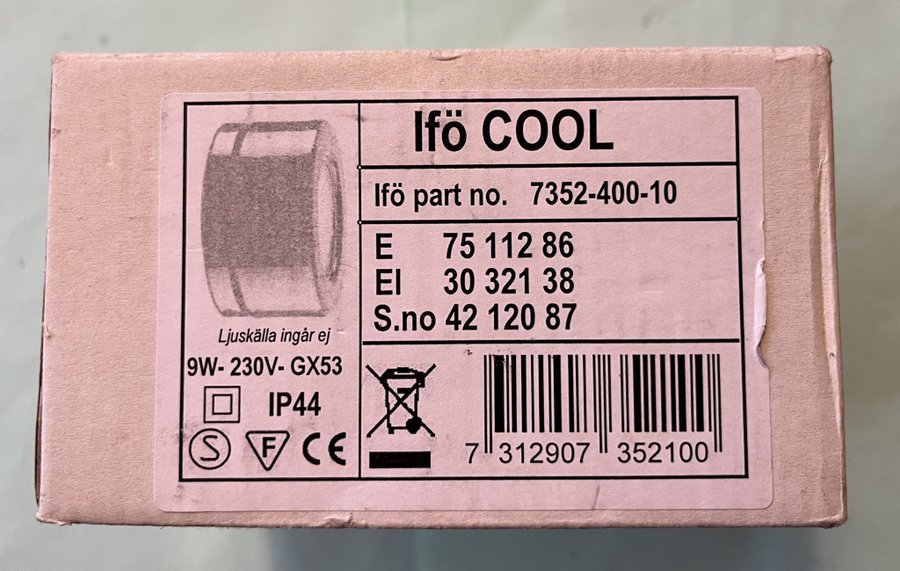 Ifö COOL
Ifö part no. 7352-400-10
E 75 112 86
El 30 321 38
S.no 42 120 87
Ljuskälla ingår ej
9W- 230V- GX53
IP44
S F CE
7 312907 352100